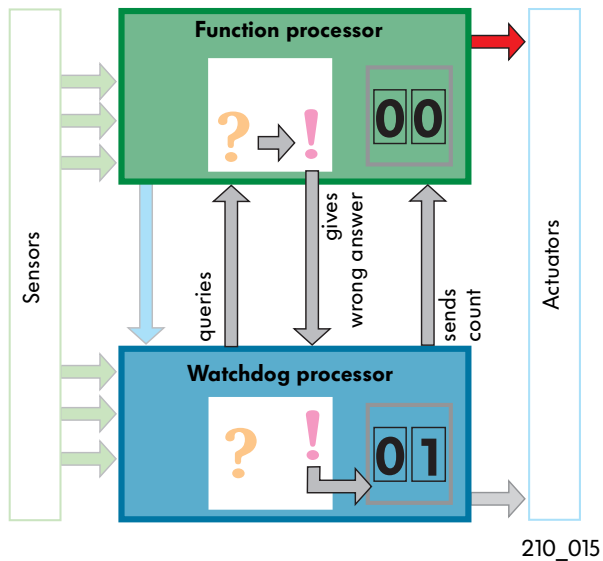 Function processor
? !
00
Sensors
queries
gives
wrong answer
sends
count
Actuators
Watchdog processor
? !
01
210_015